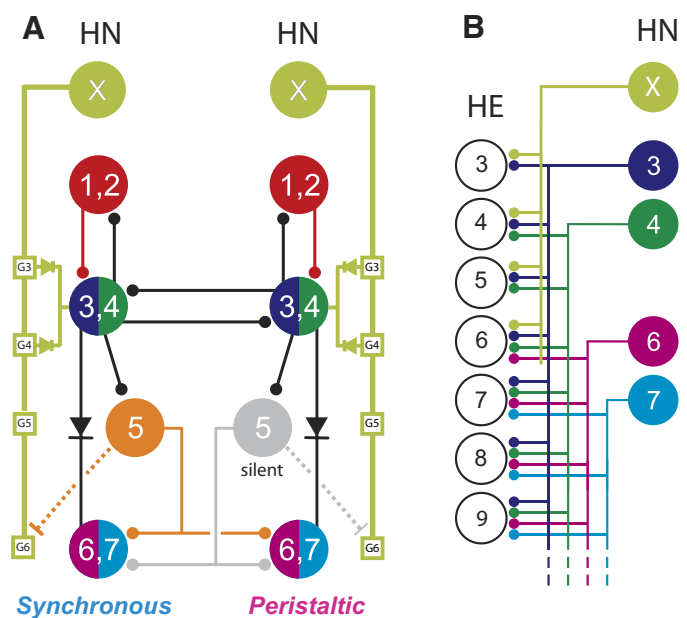 A
HN
HN
X
X
1,2
1,2
G3
G3
3,4
3,4
G4
G4
G5
5
5
G5
silent
G6
6,7
6,7
G6
Synchronous
Peristaltic
B
HN
X
HE
3
3
4
4
5
6
6
7
7
8
9